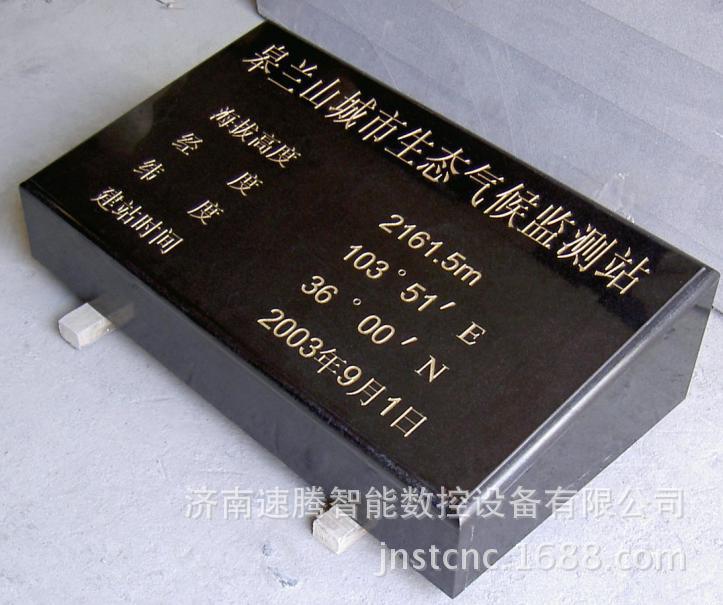 皋兰山城市生态气候监测站
海拔高度 2161.5m
经度 103°51′E
纬度 36°00′N
建站时间 2003年9月1日
济南速腾智能数控设备有限公司
jnstcnc.1688.com